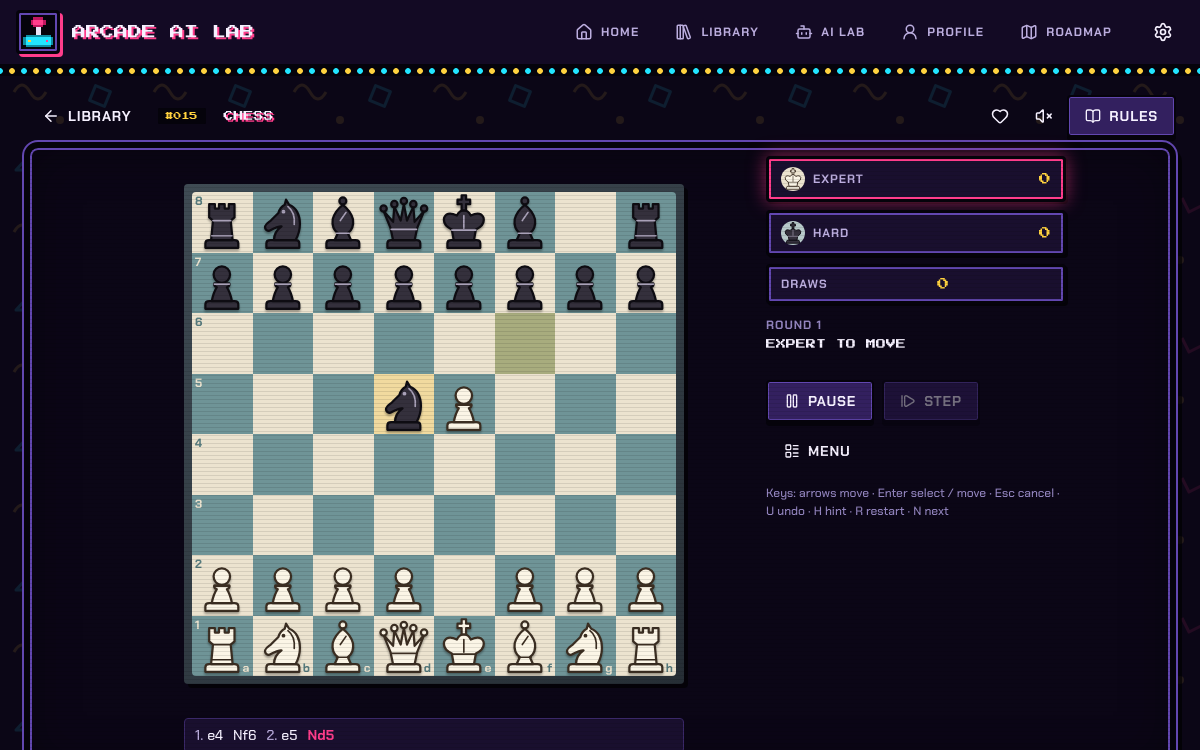 ARCADE AI LAB
HOME
LIBRARY
AI LAB
PROFILE
ROADMAP
LIBRARY
#015
CHESS
RULES
EXPERT 0
HARD 0
DRAWS 0
ROUND 1
EXPERT TO MOVE
PAUSE
STEP
MENU
Keys: arrows move · Enter select / move · Esc cancel ·
U undo · H hint · R restart · N next
8
7
6
5
4
3
2
1
a b c d e f g h
1. e4 Nf6 2. e5 Nd5